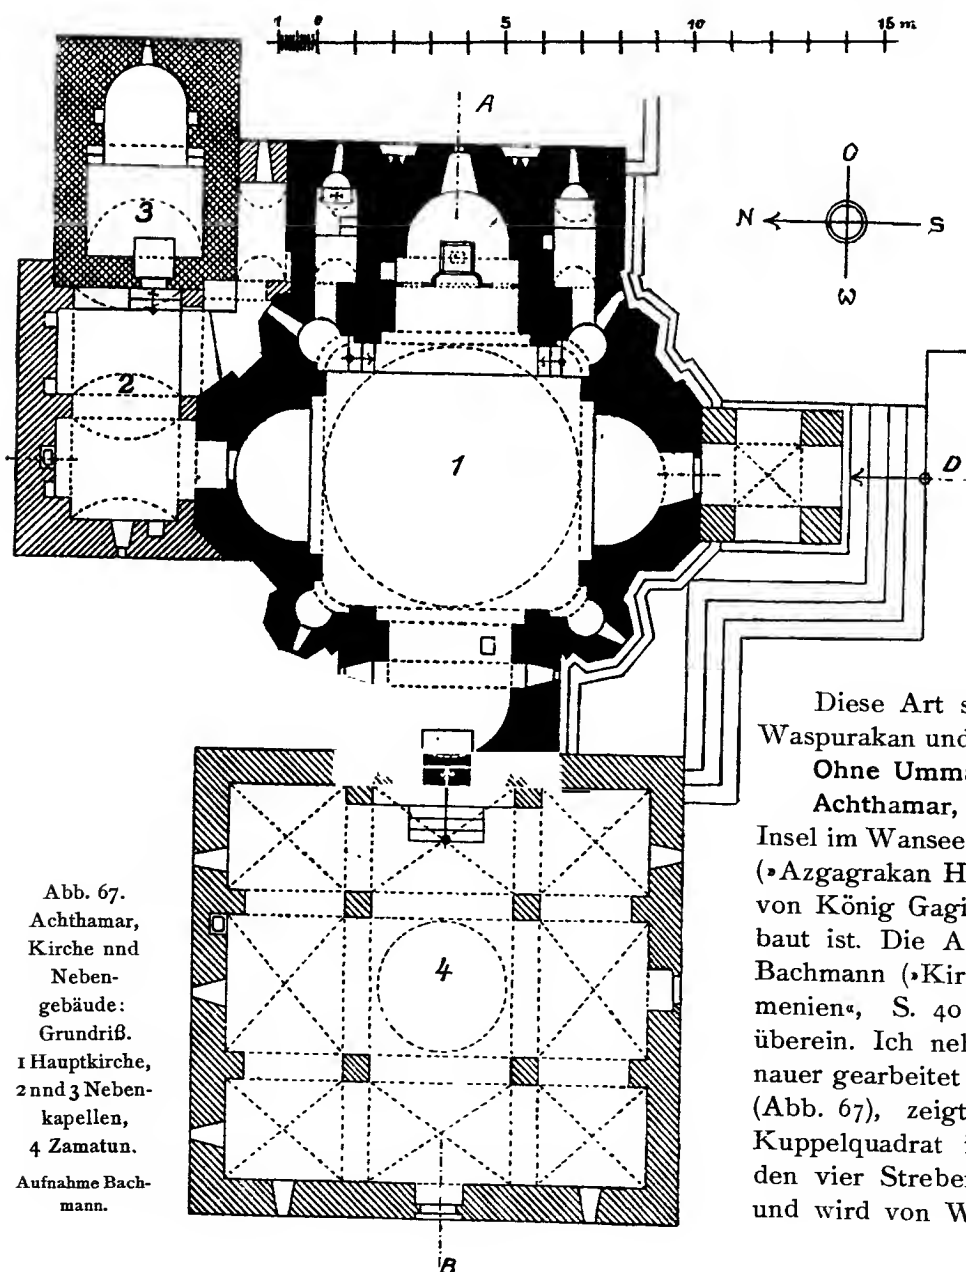 1 0 5 10 15 m
A
O
N S
W
3
2
1
D
4
B
Abb. 67.
Achthamar,
Kirche nnd
Neben-
gebäude:
Grundriß.
1 Hauptkirche,
2 nnd 3 Neben-
kapellen,
4 Zamatun.
Aufnahme Bach-
mann.
Diese Art s
Waspurakan und
Ohne Umma
Achthamar,
Insel im Wansee
(»Azgagrakan H
von König Gagi
baut ist. Die A
Bachmann (»Kir
menien«, S. 40
überein. Ich nel
nauer gearbeitet
(Abb. 67), zeigt
Kuppelquadrat
den vier Strebe
und wird von W